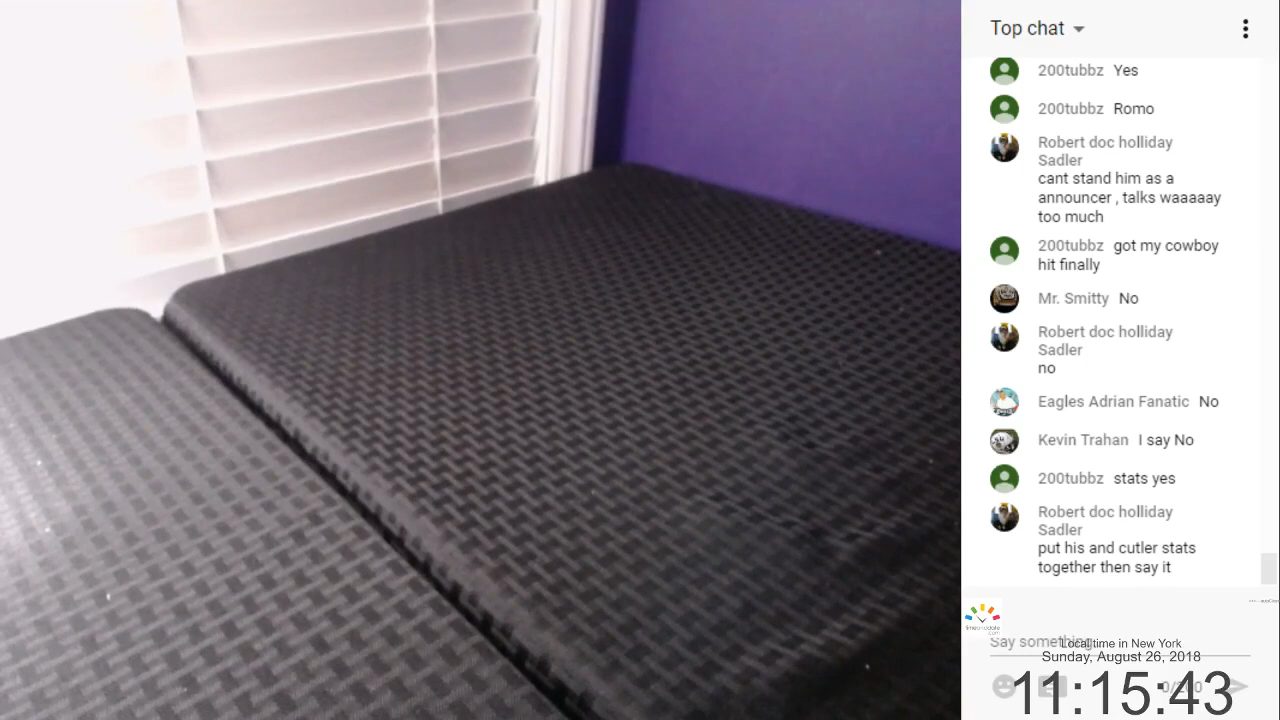 Top chat
200tubbz Yes
200tubbz Romo
Robert doc holliday
Sadler
cant stand him as a
announcer , talks waaaaay
too much
200tubbz got my cowboy
hit finally
Mr. Smitty No
Robert doc holliday
Sadler
no
Eagles Adrian Fanatic No
Kevin Trahan I say No
200tubbz stats yes
Robert doc holliday
Sadler
put his and cutler stats
together then say it
Say something...
Local time in New York
Sunday, August 26, 2018
11:15:43